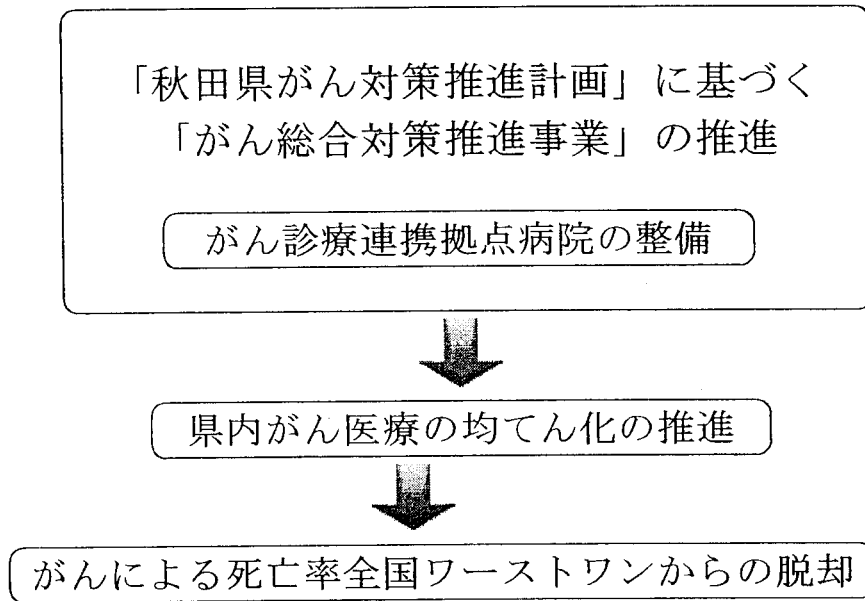 「秋田県がん対策推進計画」に基づく
「がん総合対策推進事業」の推進
がん診療連携拠点病院の整備
県内がん医療の均てん化の推進
がんによる死亡率全国ワーストワンからの脱却